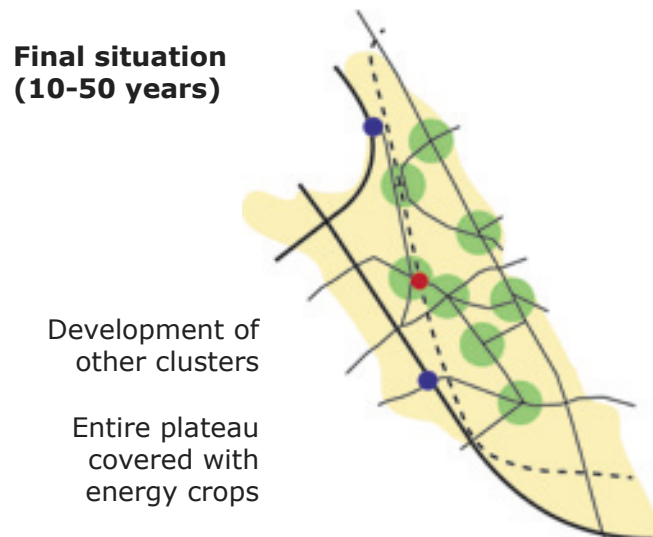 Final situation
(10-50 years)
Development of
other clusters
Entire plateau
covered with
energy crops